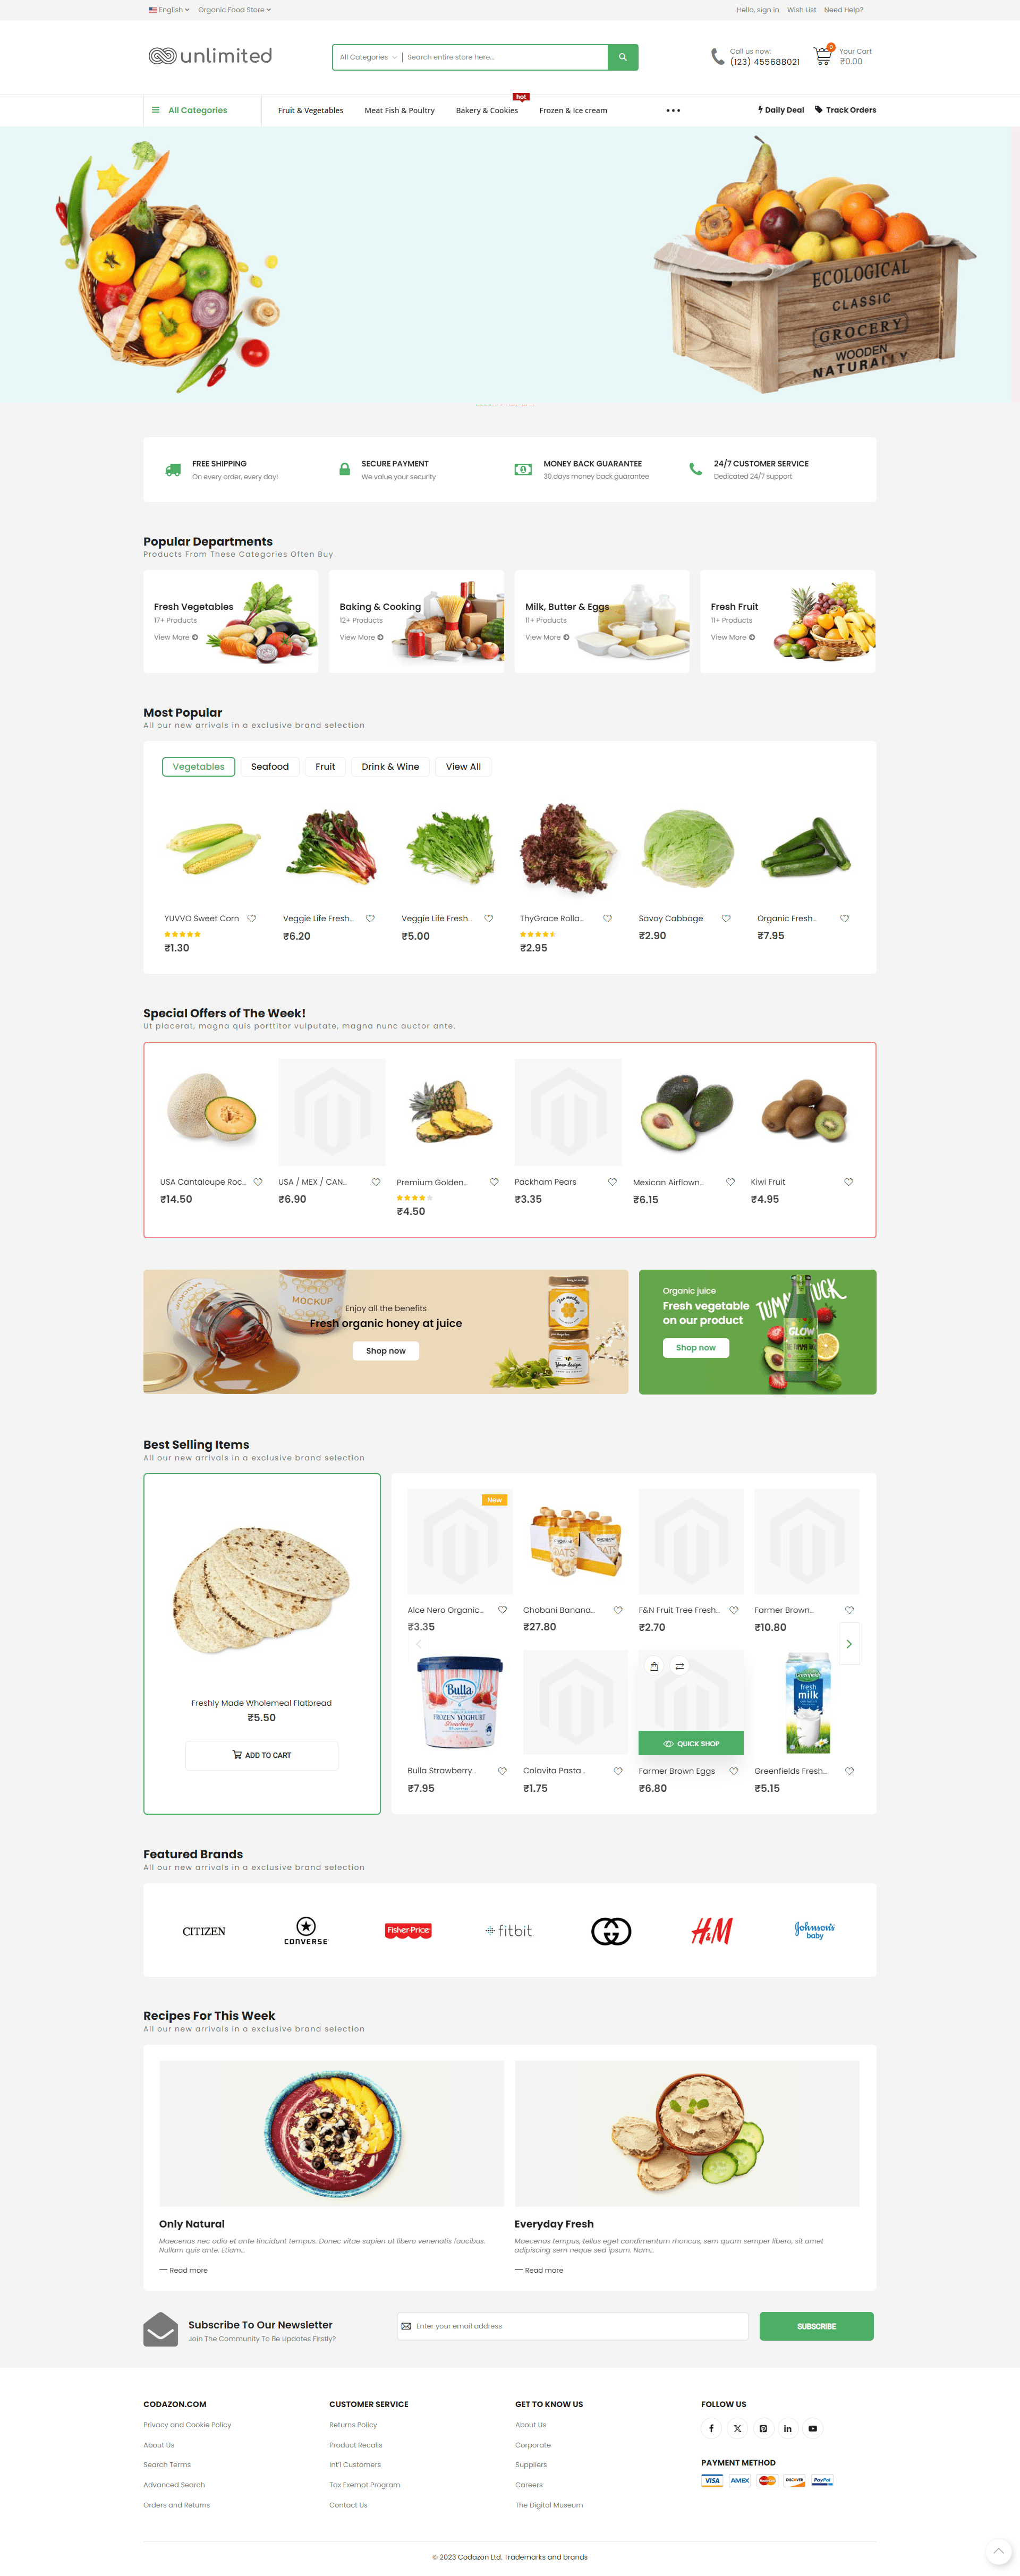 English
Organic Food Store
Hello, sign in
Wish List
Need Help?
unlimited
All Categories
Search entire store here...
Call us now:
(123) 455688021
0
Your Cart
₹0.00
All Categories
Fruit & Vegetables
Meat Fish & Poultry
Bakery & Cookies
hot
Frozen & Ice cream
Daily Deal
Track Orders
ECOLOGICAL
CLASSIC
GROCERY
WOODEN
NATURALLY
FREE SHIPPING
On every order, every day!
SECURE PAYMENT
We value your security
MONEY BACK GUARANTEE
30 days money back guarantee
24/7 CUSTOMER SERVICE
Dedicated 24/7 support
Popular Departments
Products From These Categories Often Buy
Fresh Vegetables
17+ Products
View More
Baking & Cooking
12+ Products
View More
Milk, Butter & Eggs
11+ Products
View More
Fresh Fruit
11+ Products
View More
Most Popular
All our new arrivals in a exclusive brand selection
Vegetables
Seafood
Fruit
Drink & Wine
View All
YUVVO Sweet Corn
₹1.30
Veggie Life Fresh...
₹6.20
Veggie Life Fresh...
₹5.00
ThyGrace Rolla...
₹2.95
Savoy Cabbage
₹2.90
Organic Fresh...
₹7.95
Special Offers of The Week!
Ut placerat, magna quis porttitor vulputate, magna nunc auctor ante.
USA Cantaloupe Roc...
₹14.50
USA / MEX / CAN...
₹6.90
Premium Golden...
₹4.50
Packham Pears
₹3.35
Mexican Airflown...
₹6.15
Kiwi Fruit
₹4.95
MOCKUP
MOCKUP
Enjoy all the benefits
Fresh organic honey at juice
Shop now
Your design
Organic juice
Fresh vegetable
on our product
Shop now
GLOW
Best Selling Items
All our new arrivals in a exclusive brand selection
Freshly Made Wholemeal Flatbread
₹5.50
ADD TO CART
New
Alce Nero Organic...
₹3.35
CHOBANI
OATS
Chobani Banana...
₹27.80
F&N Fruit Tree Fresh...
₹2.70
Farmer Brown...
₹10.80
Bulla
FROZEN YOGHURT
Strawberry
Bulla Strawberry...
₹7.95
Colavita Pasta...
₹1.75
QUICK SHOP
Farmer Brown Eggs
₹6.80
Greenfields
fresh
milk
Greenfields Fresh...
₹5.15
Featured Brands
All our new arrivals in a exclusive brand selection
CITIZEN
CONVERSE
Fisher-Price
fitbit
H&M
Johnson's
baby
Recipes For This Week
All our new arrivals in a exclusive brand selection
Only Natural
Maecenas nec odio et ante tincidunt tempus. Donec vitae sapien ut libero venenatis faucibus.
Nullam quis ante. Etiam...
Read more
Everyday Fresh
Maecenas tempus, tellus eget condimentum rhoncus, sem quam semper libero, sit amet
adipiscing sem neque sed ipsum. Nam...
Read more
Subscribe To Our Newsletter
Join The Community To Be Updates Firstly?
Enter your email address
SUBSCRIBE
CODAZON.COM
Privacy and Cookie Policy
About Us
Search Terms
Advanced Search
Orders and Returns
CUSTOMER SERVICE
Returns Policy
Product Recalls
Int'l Customers
Tax Exempt Program
Contact Us
GET TO KNOW US
About Us
Corporate
Suppliers
Careers
The Digital Museum
FOLLOW US
PAYMENT METHOD
VISA
AMEX
MasterCard
DISCOVER
PayPal
© 2023 Codazon Ltd. Trademarks and brands